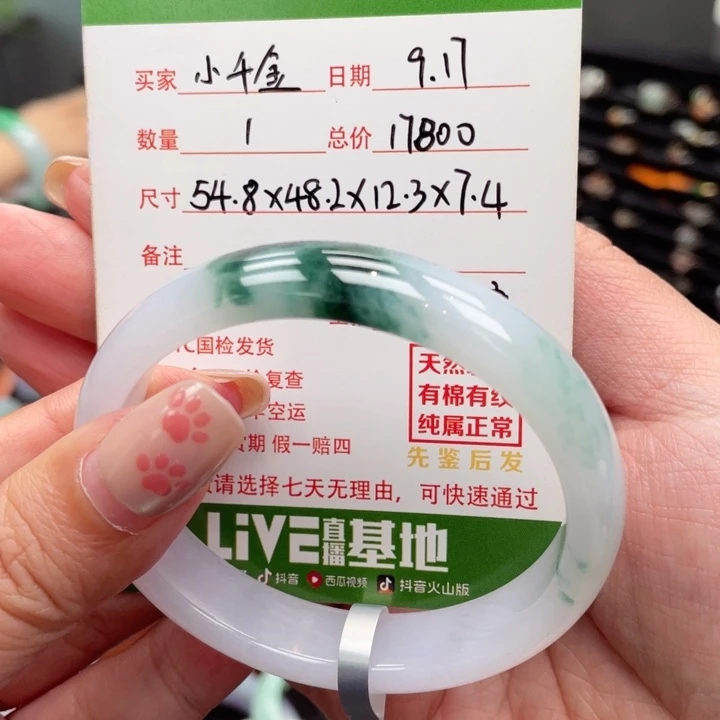 买家 小千金 日期 9.17
数量 1 总价 17800
尺寸 54.8×48.2×12.3×7.4
备注
国检发货
复查
空运
期 假一赔四
天然
有棉有纹
纯属正常
先鉴后发
请选择七天无理由，可快速通过
LiVE直播基地
抖音 西瓜视频 抖音火山版